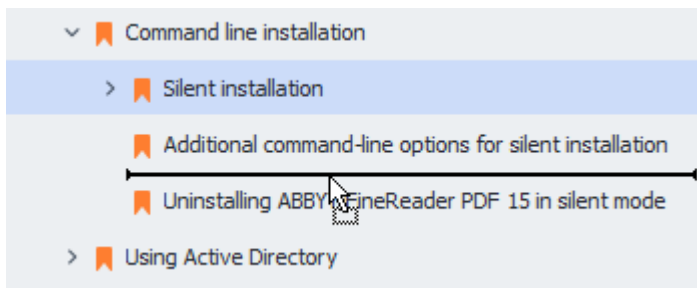 Command line installation
Silent installation
Additional command-line options for silent installation
Uninstalling ABBY FineReader PDF 15 in silent mode
Using Active Directory